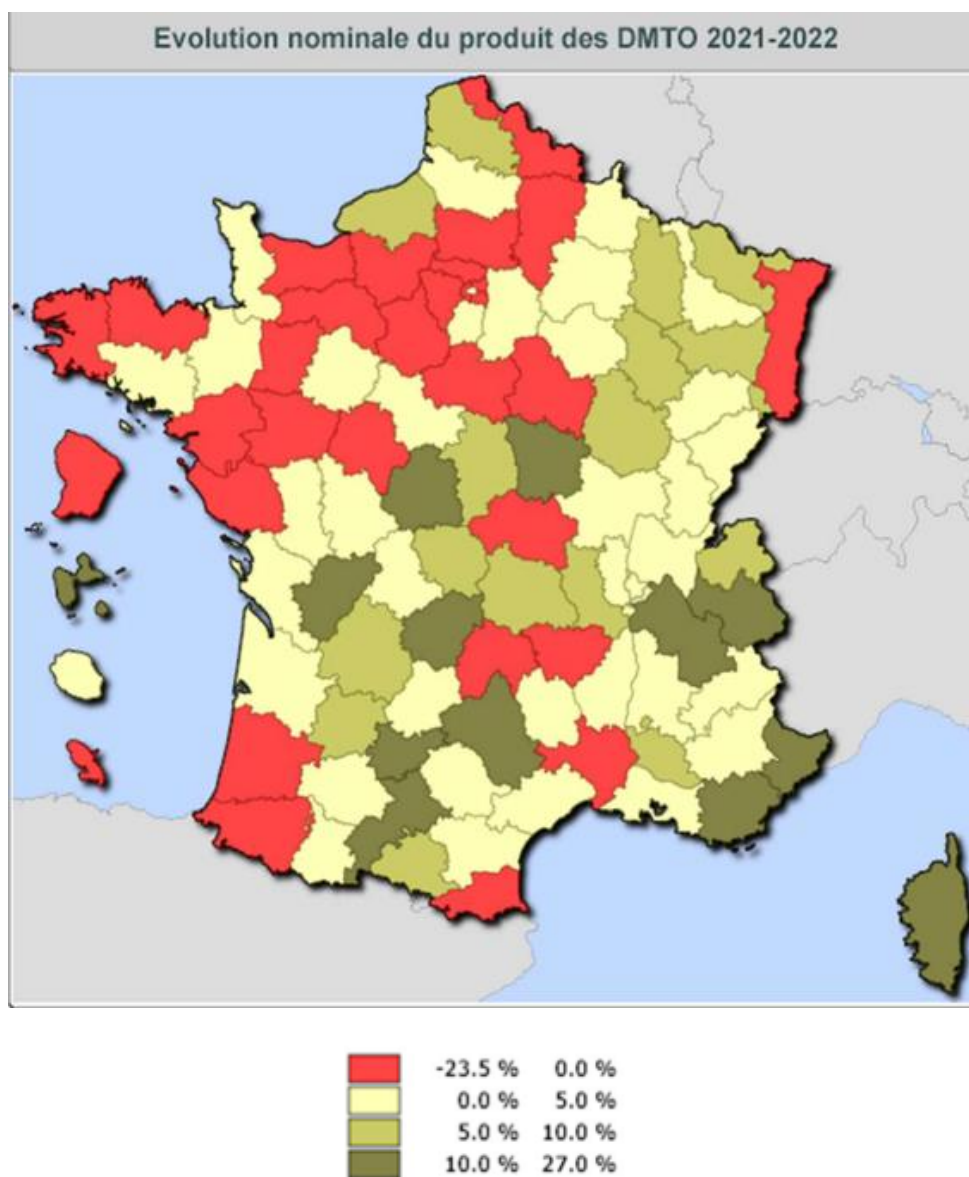 Evolution nominale du produit des DMTO 2021-2022
-23.5 % 0.0 %
0.0 % 5.0 %
5.0 % 10.0 %
10.0 % 27.0 %